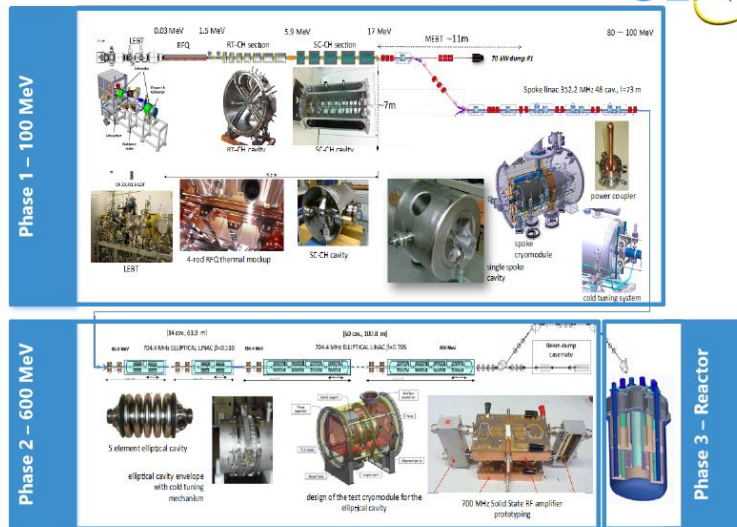 Phase 1 – 100 MeV
0.03 MeV
1.5 MeV
5.9 MeV
17 MeV
MEBT ~11m
80 — 100 MeV
LEBT
RFQ
RT-CH section
SC-CH section
70 kW dump #1
Spoke linac 352.2 MHz 48 cav., l=73 m
~7m
RT-CH cavity
SC-CH cavity
power coupler
LEBT
4-rod RFQ thermal mockup
SC-CH cavity
spoke
cryomodule
single spoke
cavity
cold tuning system
Phase 2 – 600 MeV
[34 cav, 63.9 m]
[60 cav, 100.8 m]
704.4 MHz ELLIPTICAL LINAC β=0.510
704.4 MHz ELLIPTICAL LINAC β=0.705
Beam dump
casemate
5 element elliptical cavity
elliptical cavity envelope
with cold tuning
mechanism
design of the test cryomodule for the
elliptical cavity
700 MHz Solid State RF amplifier
prototyping
Phase 3 – Reactor